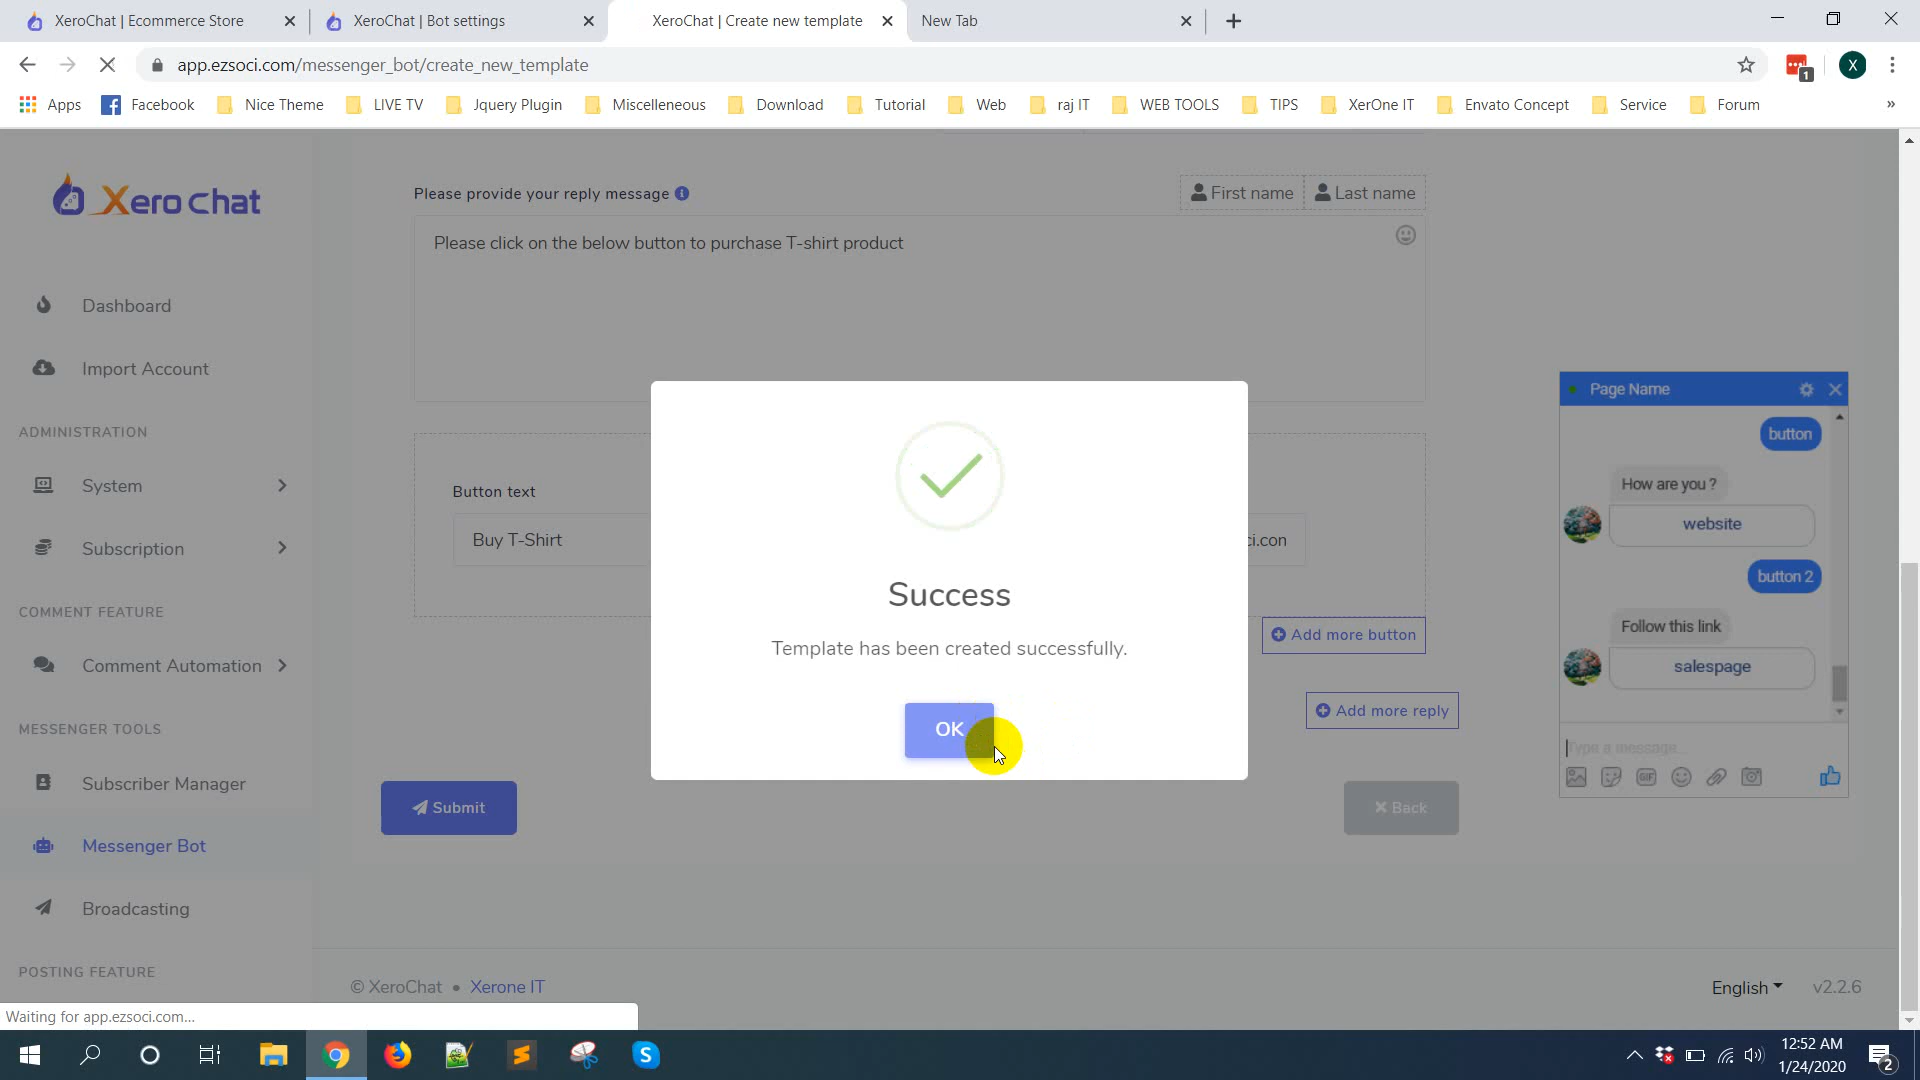 XeroChat | Ecommerce Store
XeroChat | Bot settings
XeroChat | Create new template
New Tab
app.ezsoci.com/messenger_bot/create_new_template
1
X
Apps
Facebook
Nice Theme
LIVE TV
Jquery Plugin
Miscelleneous
Download
Tutorial
Web
raj IT
WEB TOOLS
TIPS
XerOne IT
Envato Concept
Service
Forum
»
Xero chat
Dashboard
Import Account
ADMINISTRATION
System
Subscription
COMMENT FEATURE
Comment Automation
MESSENGER TOOLS
Subscriber Manager
Messenger Bot
Broadcasting
POSTING FEATURE
Please provide your reply message
First name
Last name
Please click on the below button to purchase T-shirt product
Button text
Buy T-Shirt
ci.con
Add more button
Add more reply
Submit
Back
Success
Template has been created successfully.
OK
Page Name
button
How are you ?
website
button 2
Follow this link
salespage
Type a message...
GIF
© XeroChat • Xerone IT
English
v2.2.6
Waiting for app.ezsoci.com...
12:52 AM
1/24/2020
2